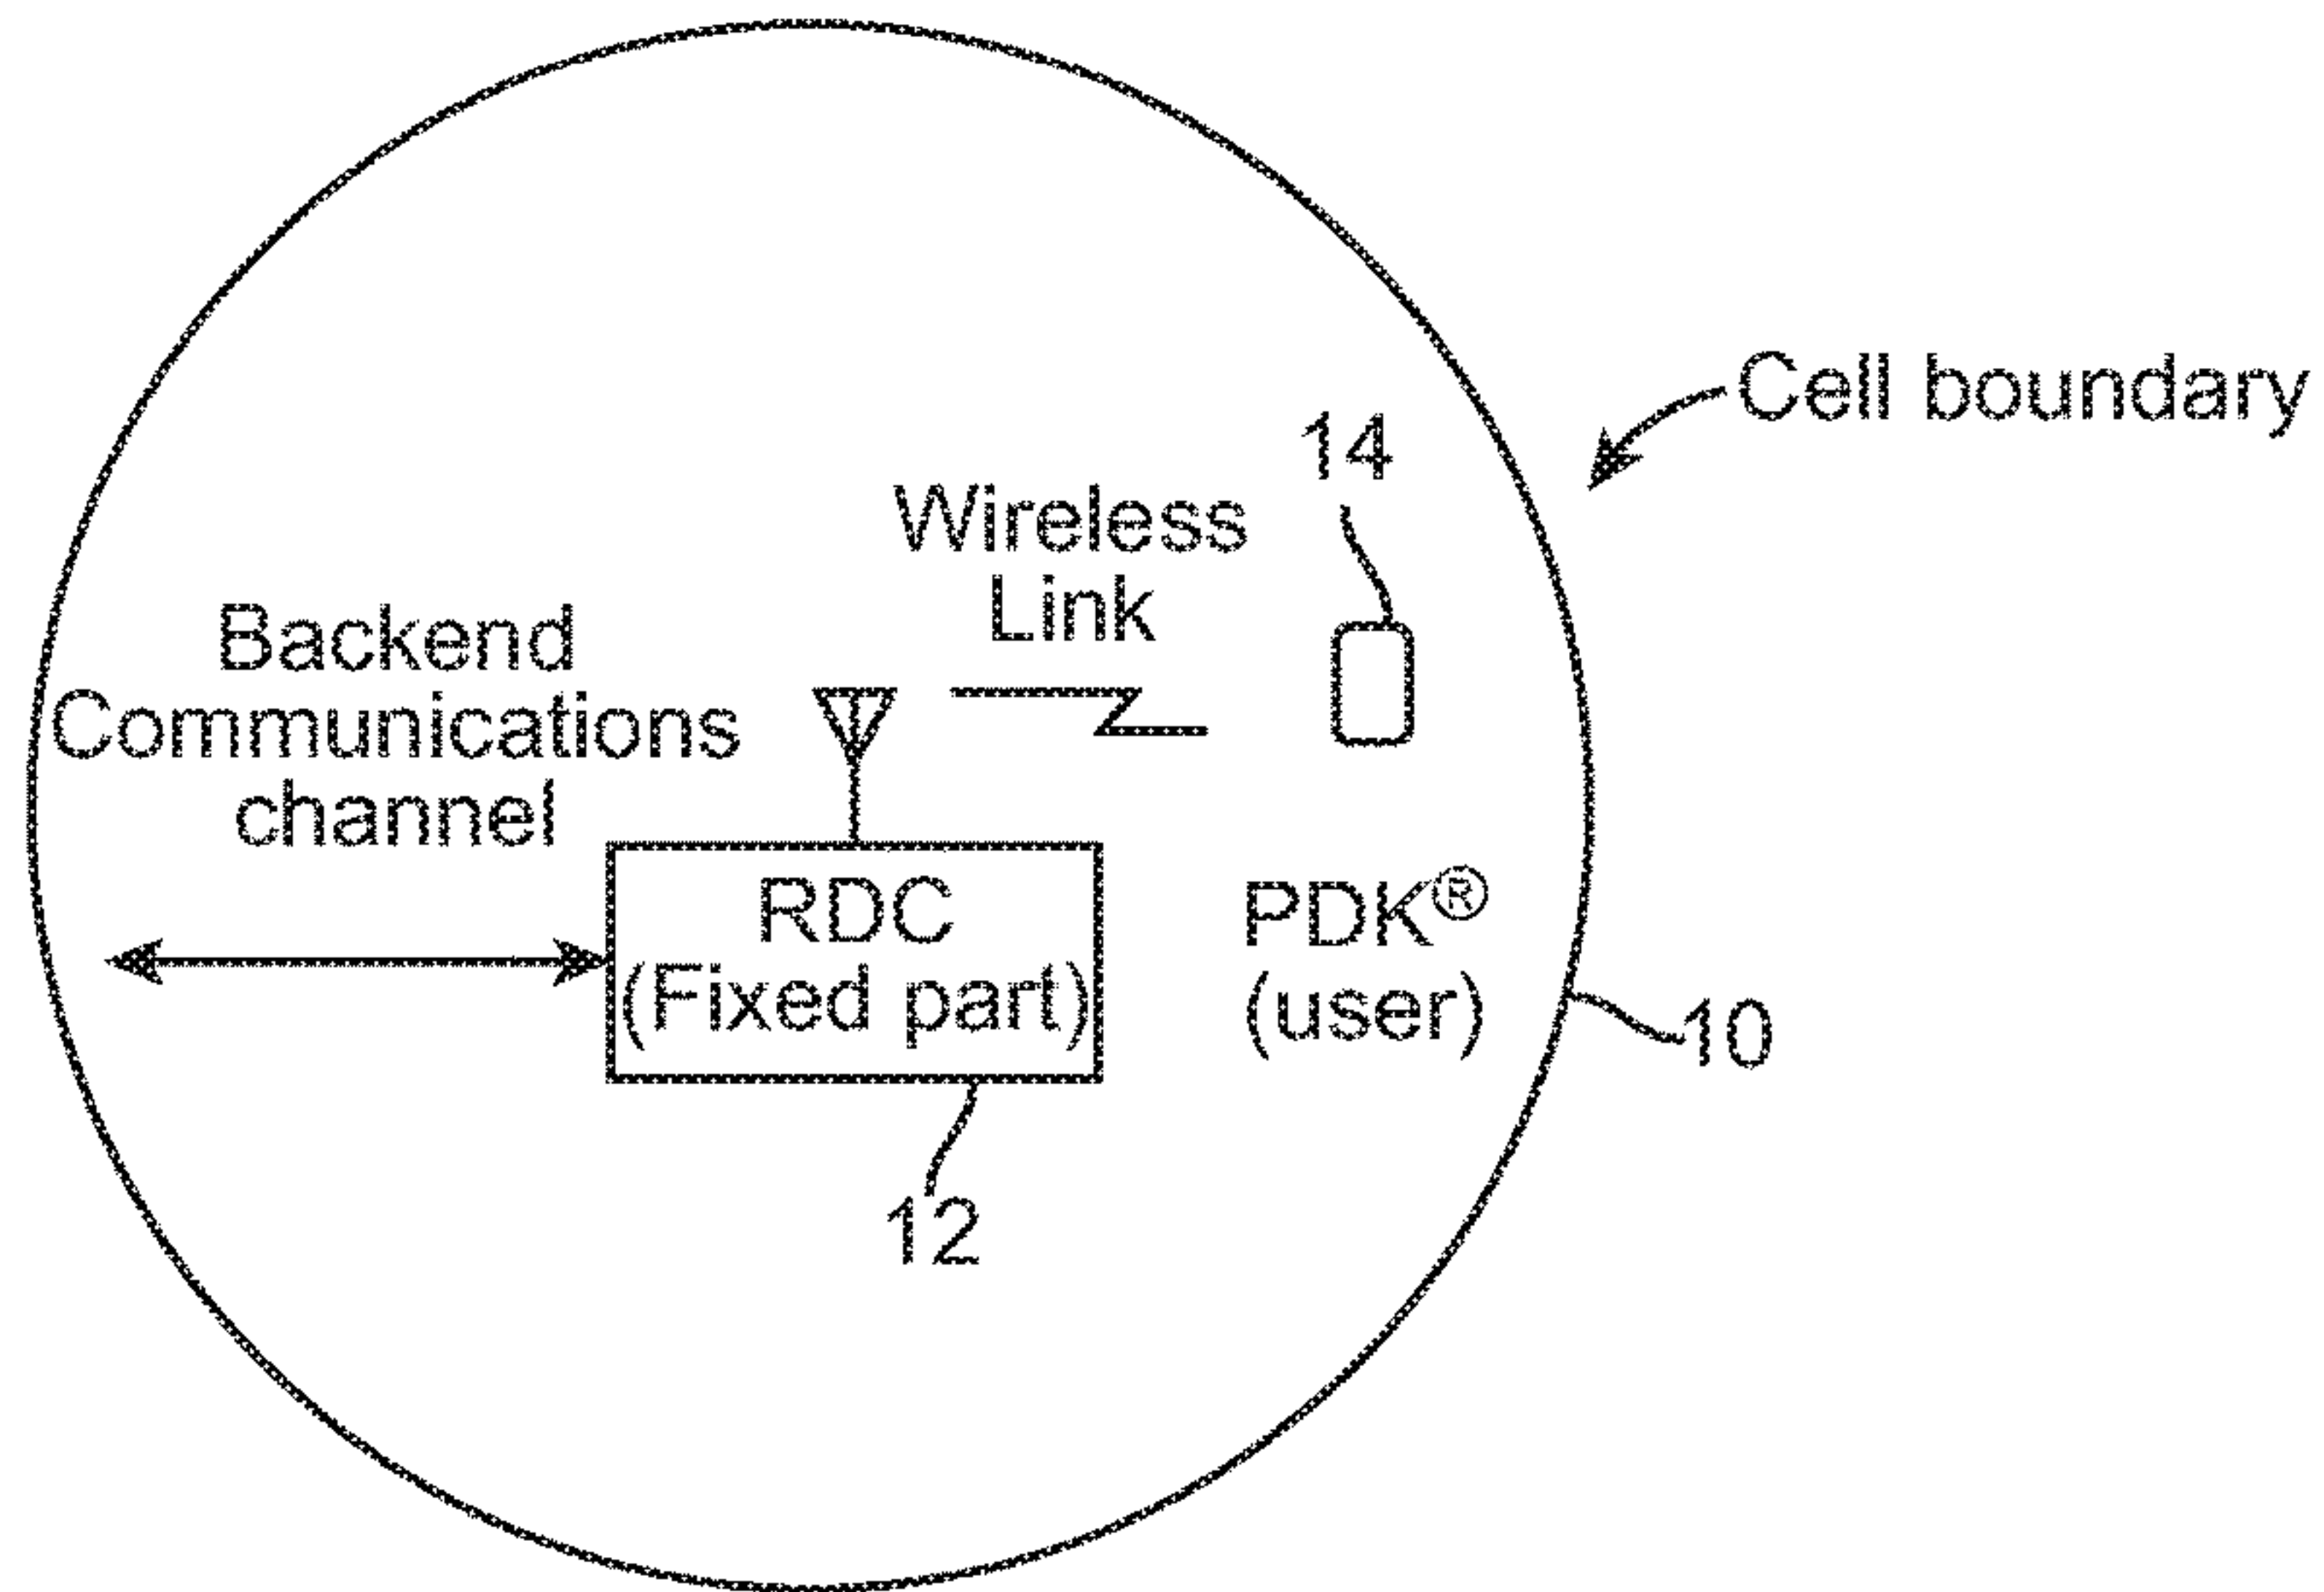 Cell boundary
14
Wireless
Link
Backend
Communications
channel
RDC
(Fixed part)
PDK®
(user)
10
12